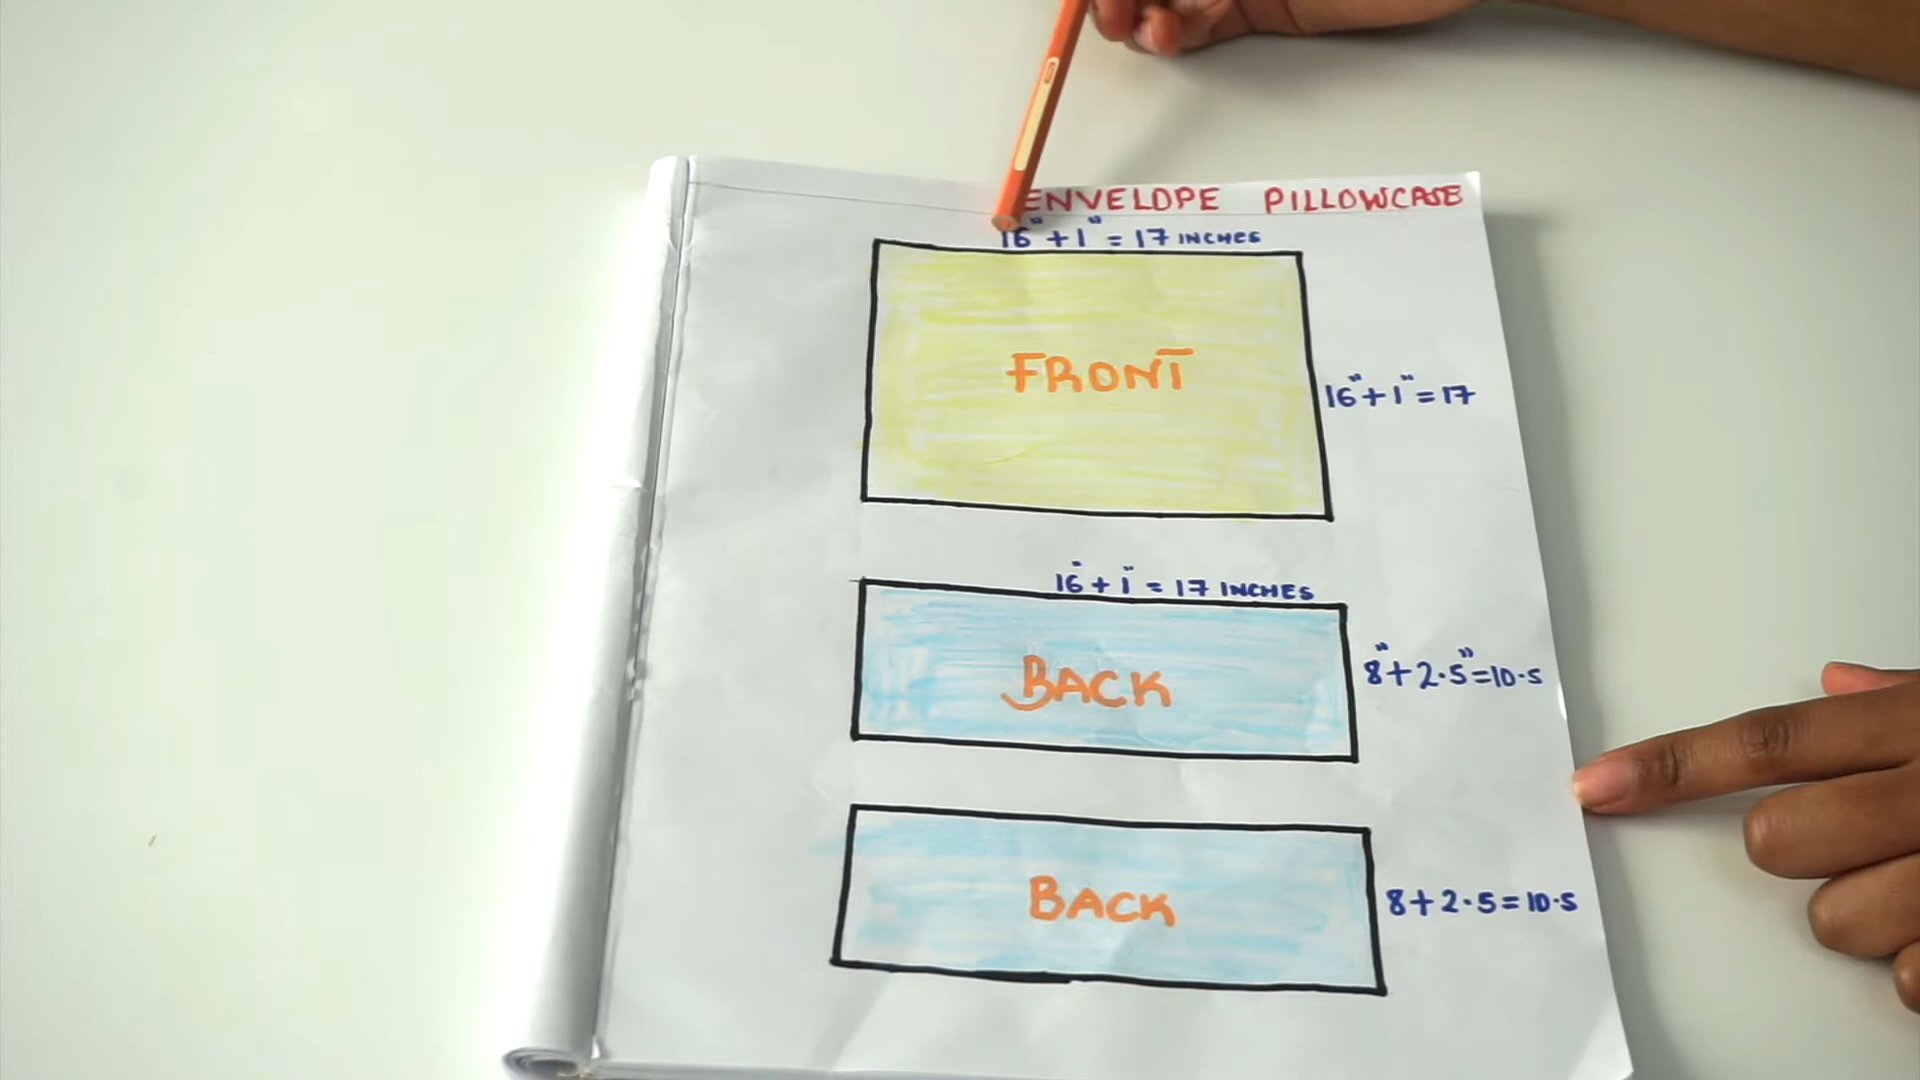 ENVELOPE PILLOWCASE
16" + 1" = 17 INCHES
FRONT
16" + 1" = 17
16" + 1" = 17 INCHES
BACK
8" + 2.5" = 10.5
BACK
8 + 2.5 = 10.5